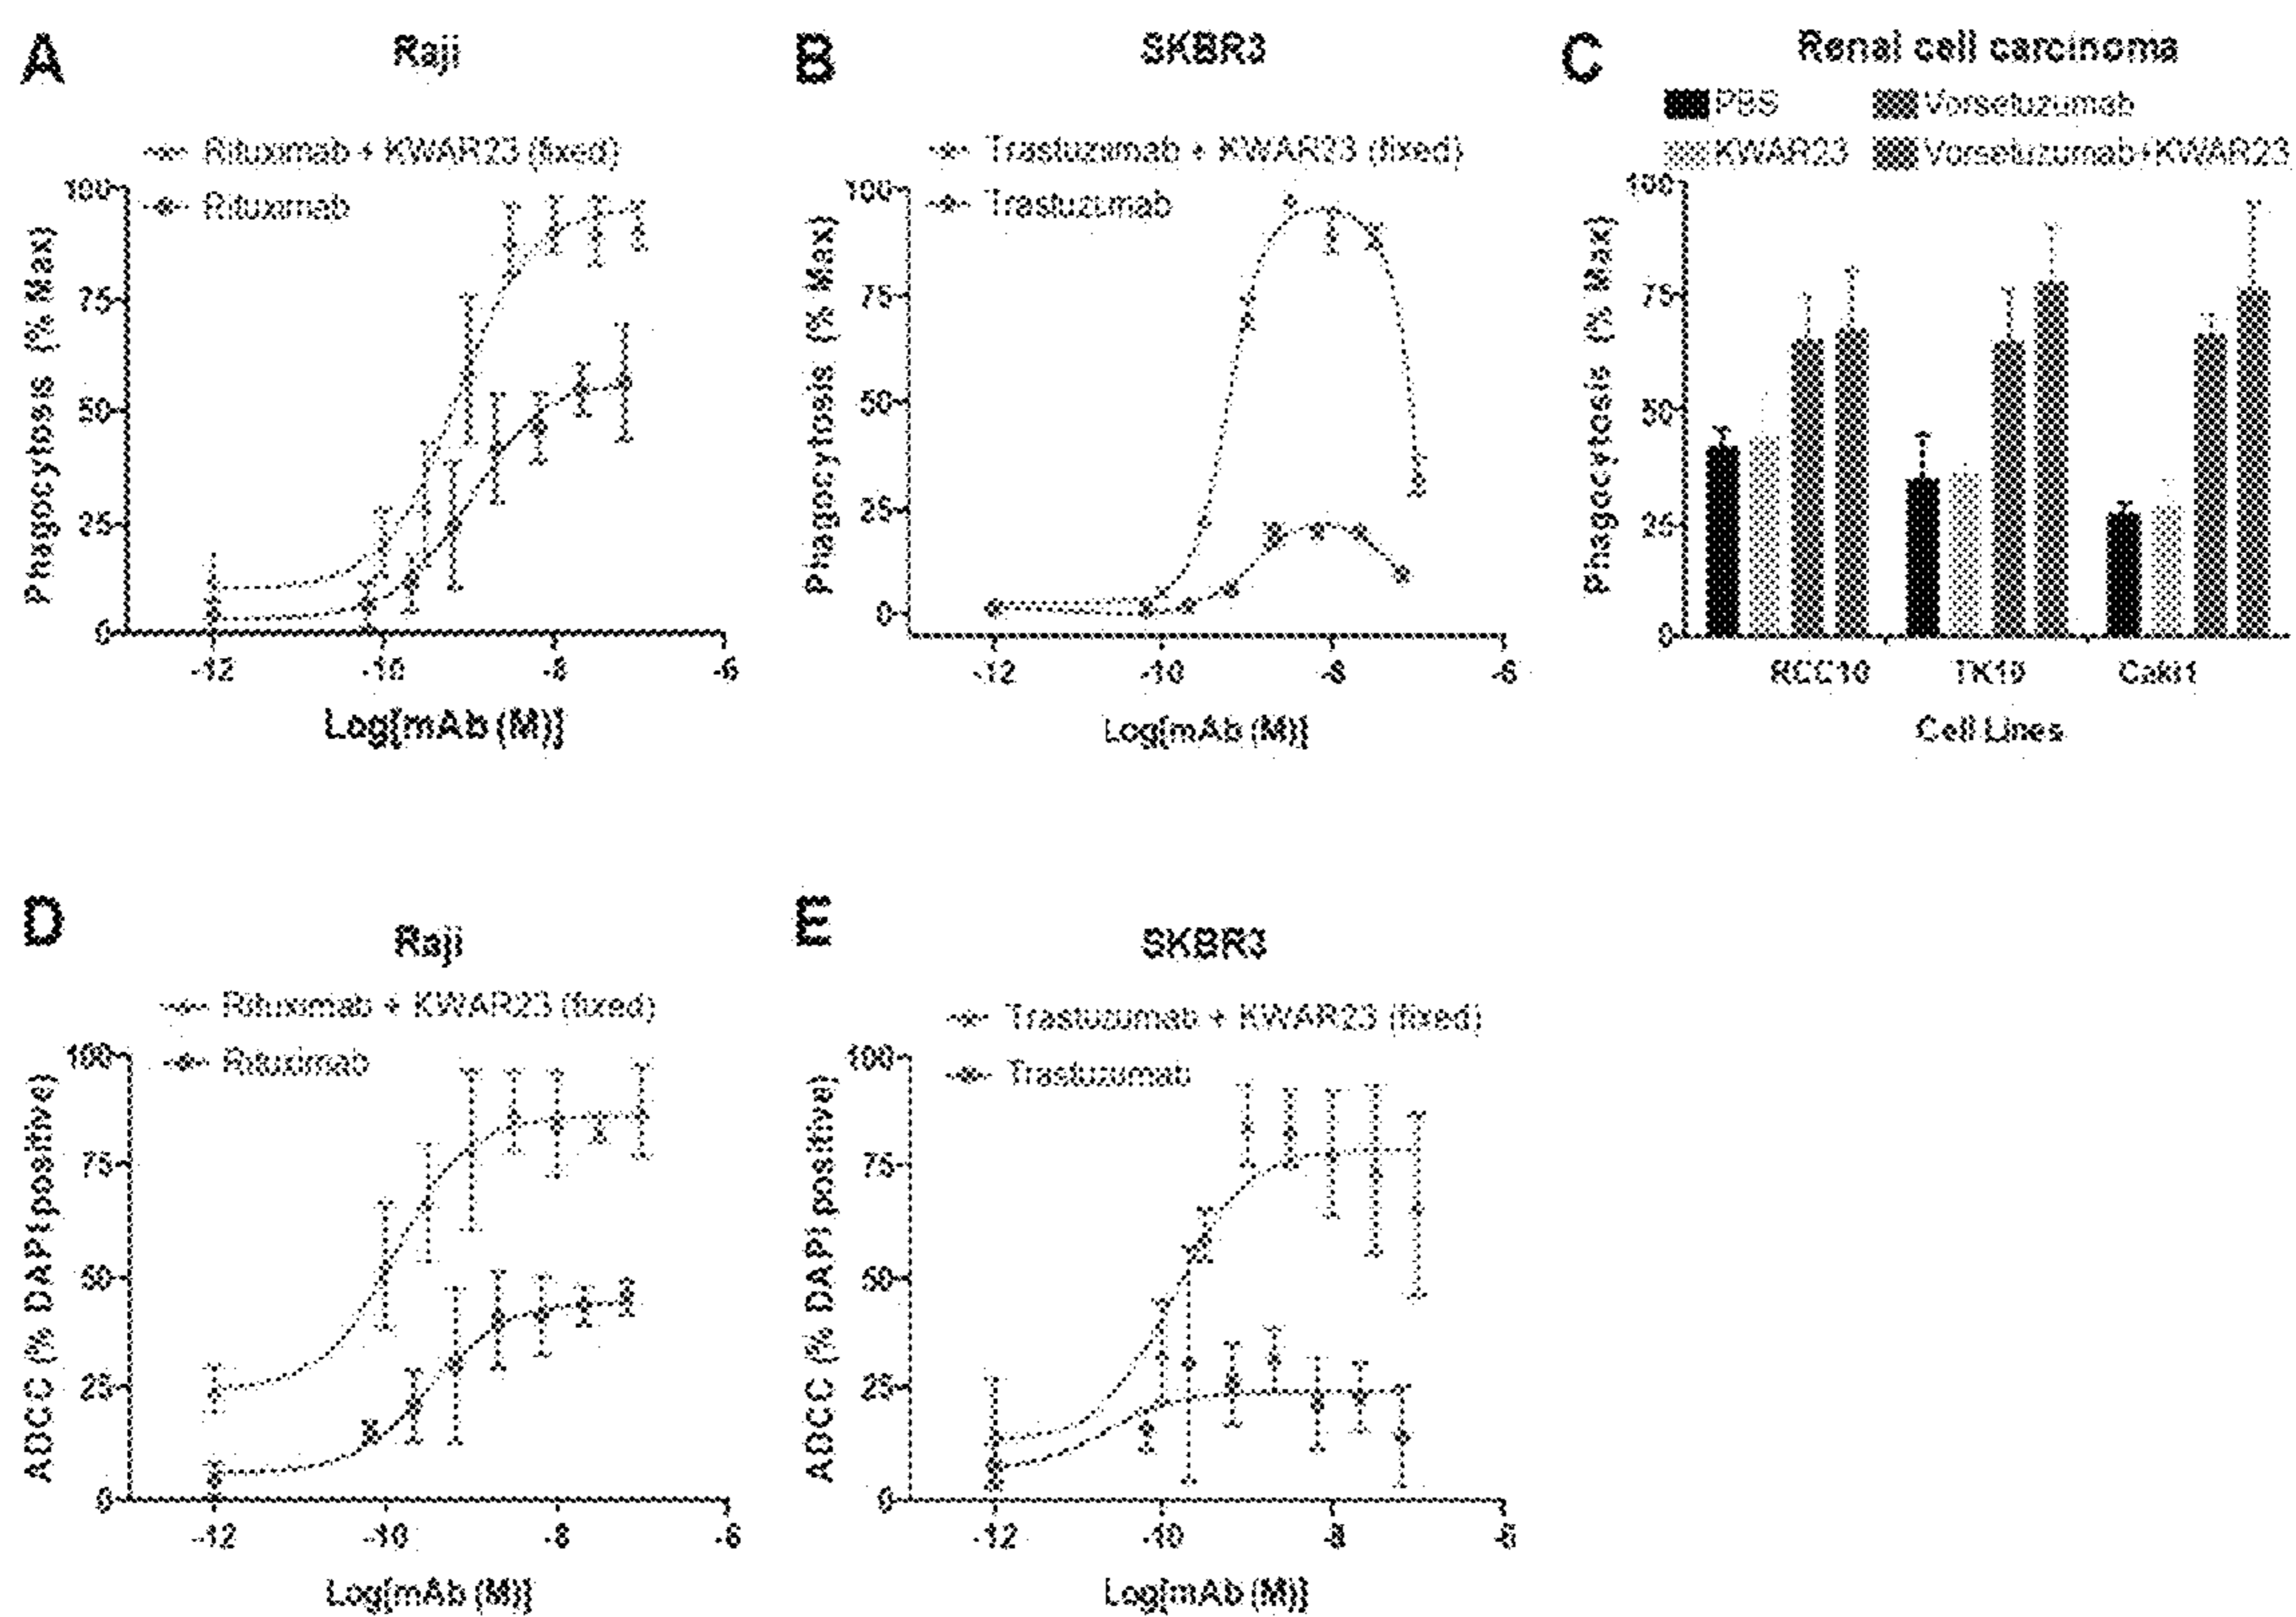 A
Raji
Rituximab + KWAR23 (fixed)
Rituximab
Phagocytosis (% Max)
100
75
50
25
0
-12
-10
-8
-6
Log[mAb (M)]
B
SKBR3
Trastuzumab + KWAR23 (fixed)
Trastuzumab
Phagocytosis (% Max)
100
75
50
25
0
-12
-10
-8
-6
Log[mAb (M)]
C
Renal cell carcinoma
PBS
Vorsetuzumab
KWAR23
Vorsetuzumab+KWAR23
Phagocytosis (% Max)
100
75
50
25
0
RCC10
TK10
Caki1
Cell Lines
D
Raji
Rituximab + KWAR23 (fixed)
Rituximab
ADCC (% DAPI positive)
100
75
50
25
0
-12
-10
-8
-6
Log[mAb (M)]
E
SKBR3
Trastuzumab + KWAR23 (fixed)
Trastuzumab
ADCC (% DAPI positive)
100
75
50
25
0
-12
-10
-8
-6
Log[mAb (M)]